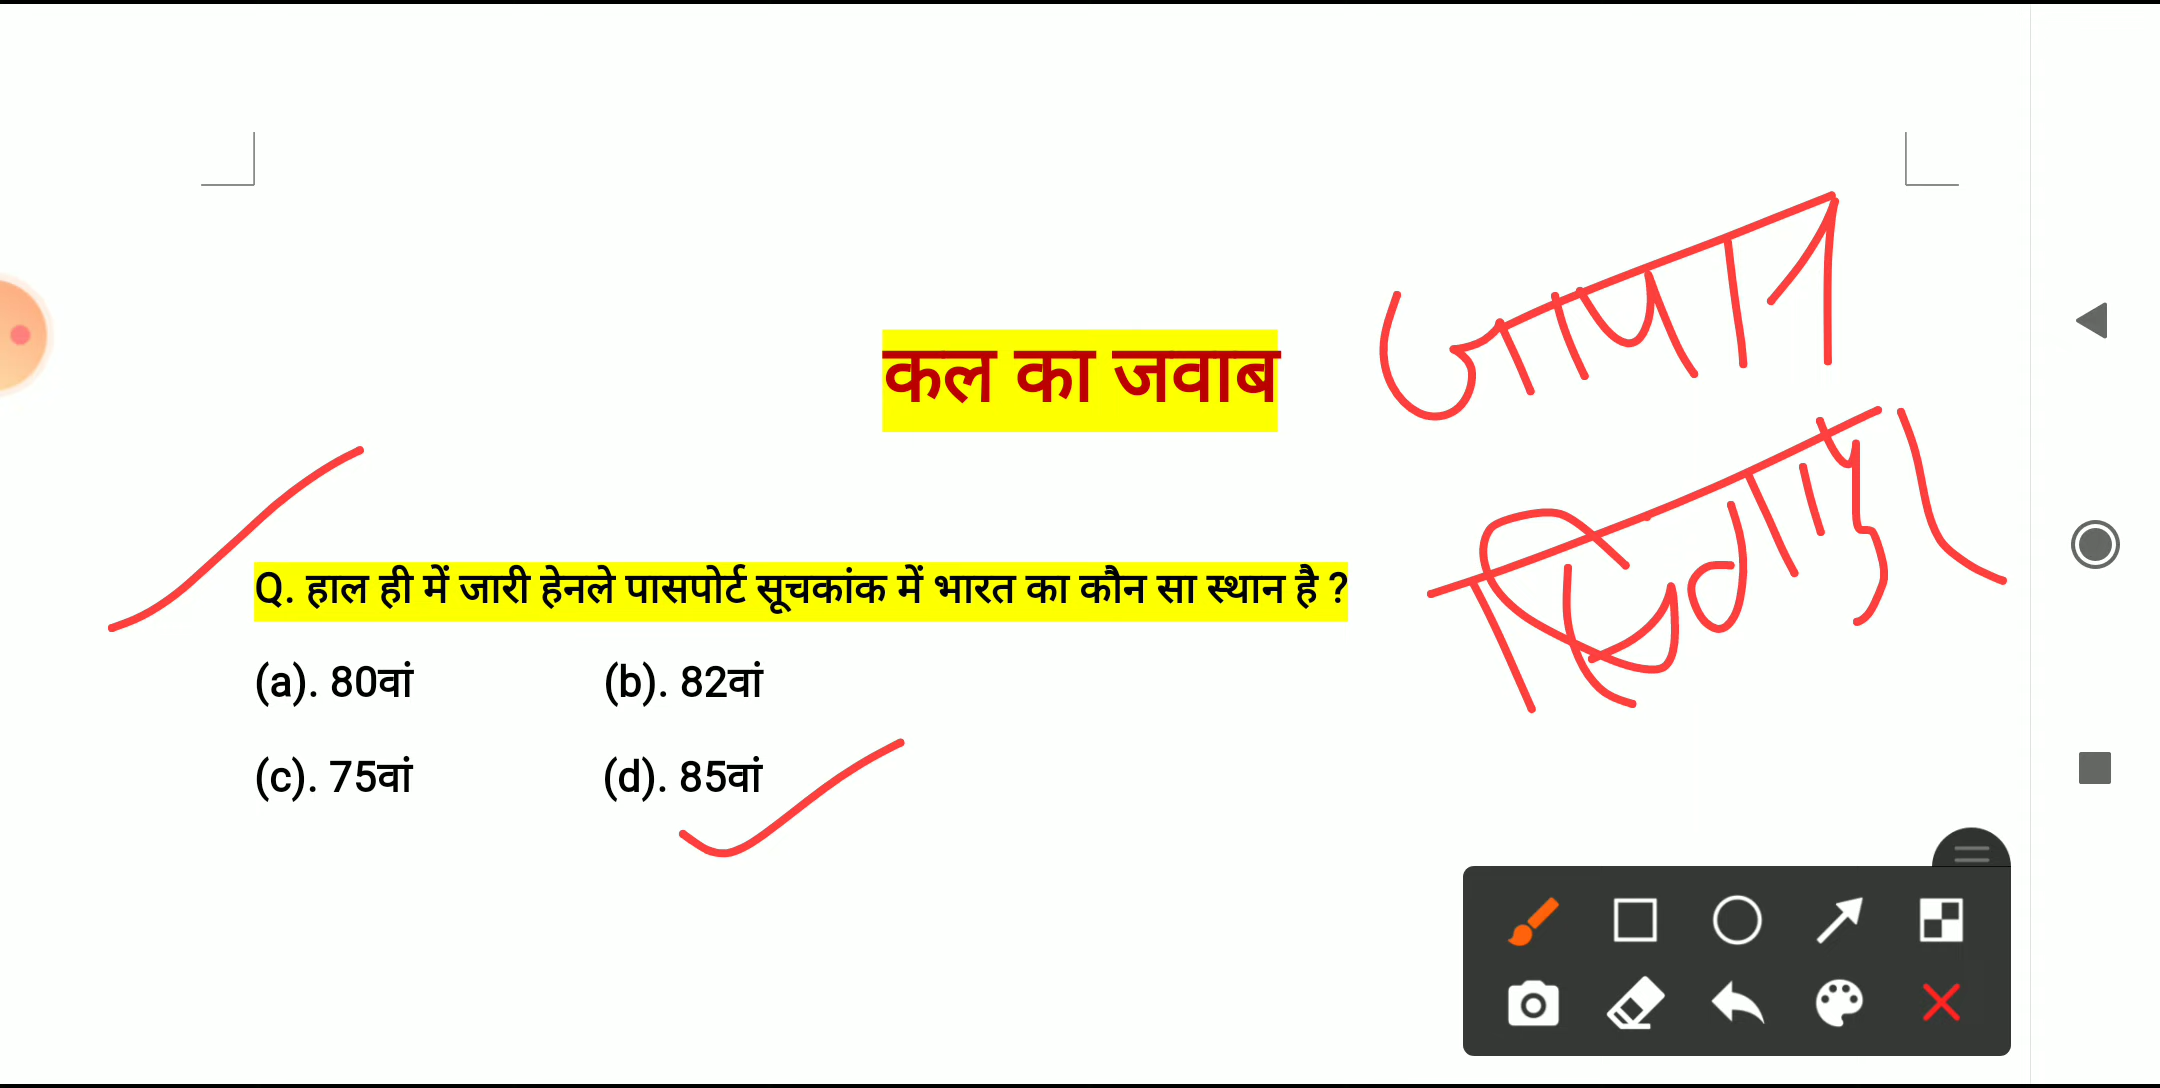 कल का जवाब
जापान
Q. हाल ही में जारी हेनले पासपोर्ट सूचकांक में भारत का कौन सा स्थान है ?
(a). 80वां (b). 82वां
(c). 75वां (d). 85वां